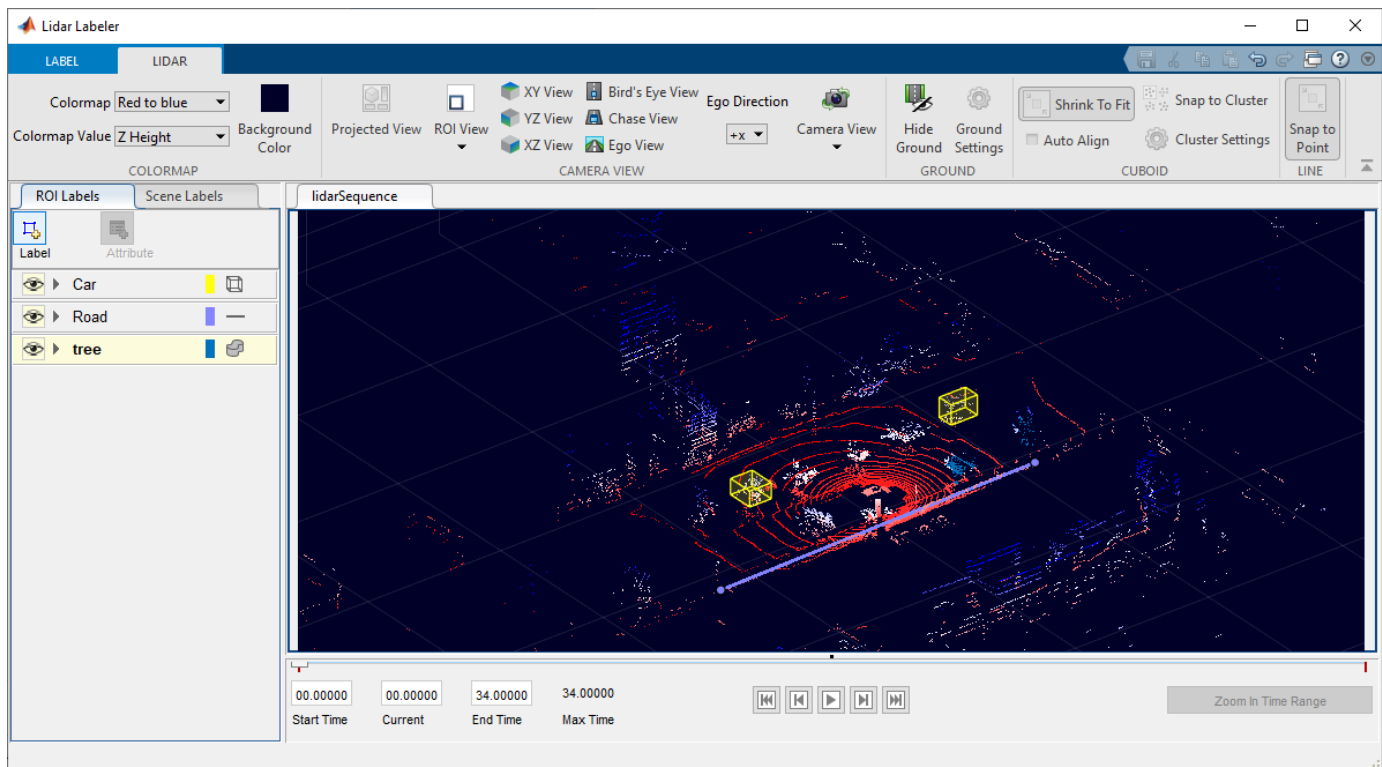 Lidar Labeler
LABEL LIDAR
Colormap Red to blue
Colormap Value Z Height
Background Color
COLORMAP
Projected View
ROI View
XY View
YZ View
XZ View
Bird's Eye View
Chase View
Ego View
Ego Direction
+x
Camera View
CAMERA VIEW
Hide Ground
Ground Settings
GROUND
Shrink To Fit
Auto Align
Snap to Cluster
Cluster Settings
CUBOID
Snap to Point
LINE
ROI Labels Scene Labels
Label Attribute
Car
Road
tree
lidarSequence
00.00000 00.00000 34.00000 34.00000
Start Time Current End Time Max Time
Zoom In Time Range